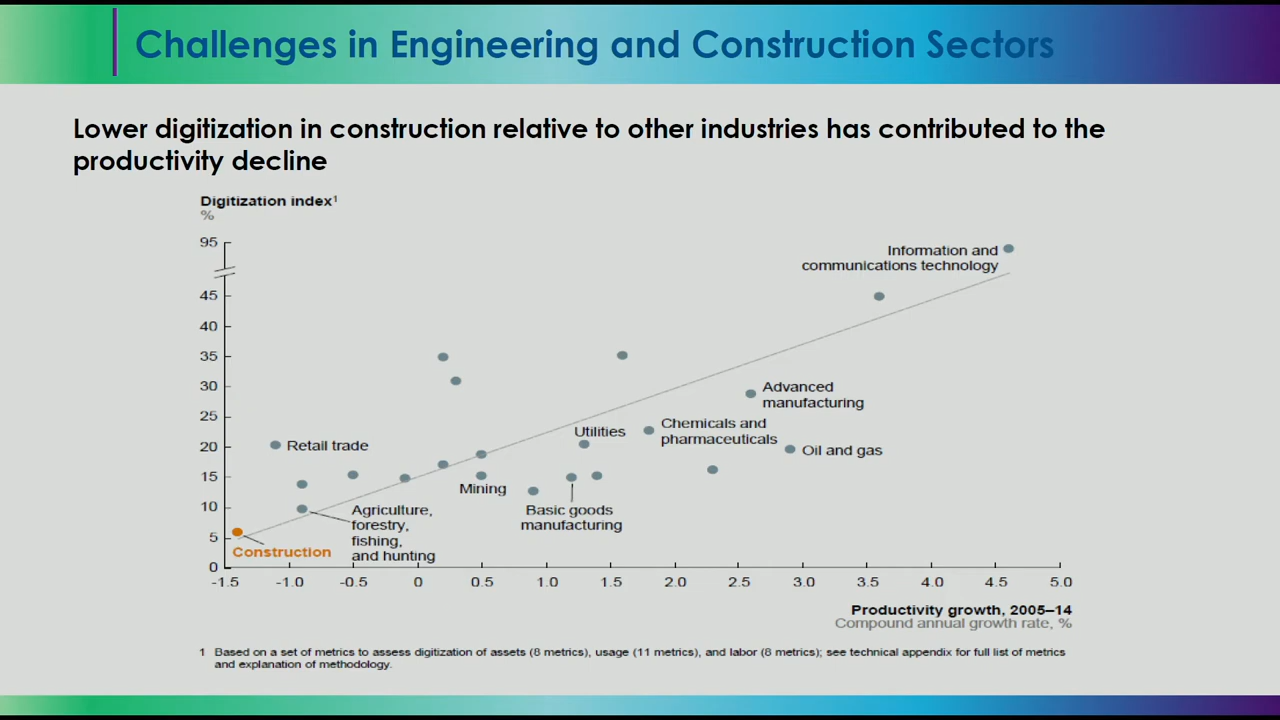 Challenges in Engineering and Construction Sectors
Lower digitization in construction relative to other industries has contributed to the
productivity decline
Digitization index¹
%
95
45
40
35
30
25
20
15
10
5
0
Information and
communications technology
Advanced
manufacturing
Chemicals and
pharmaceuticals
Utilities
Oil and gas
Retail trade
Mining
Basic goods
manufacturing
Agriculture,
forestry,
fishing,
and hunting
Construction
-1.5 -1.0 -0.5 0 0.5 1.0 1.5 2.0 2.5 3.0 3.5 4.0 4.5 5.0
Productivity growth, 2005–14
Compound annual growth rate, %
1 Based on a set of metrics to assess digitization of assets (8 metrics), usage (11 metrics), and labor (8 metrics); see technical appendix for full list of metrics
and explanation of methodology.